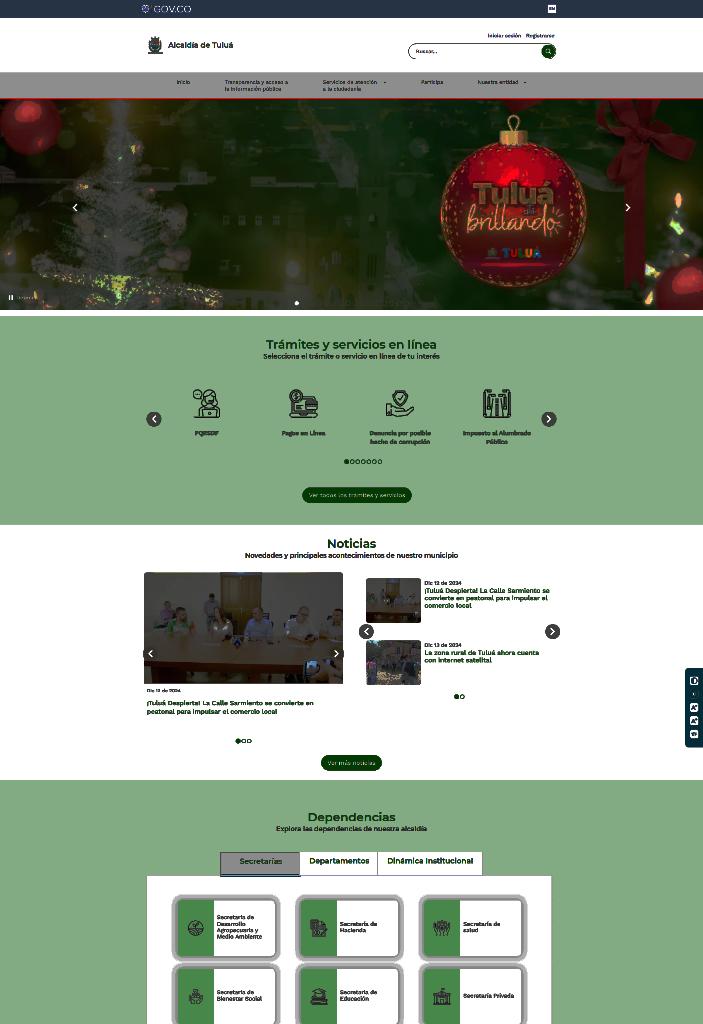 GOV.CO
EN
Iniciar sesión Registrarse
Alcaldía de Tuluá
Buscar...
Inicio
Transparencia y acceso a
la información pública
Servicios de atención
a la ciudadanía
Participa
Nuestra entidad
Tuluá
brillando
TULUÁ
Trámites y servicios en línea
Selecciona el trámite o servicio en línea de tu interés
PQRSDF
Pagos en Línea
Denuncia por posible
hecho de corrupción
Impuesto al Alumbrado
Público
Ver todos los trámites y servicios
Noticias
Novedades y principales acontecimientos de nuestro municipio
Dic 12 de 2024
¡Tuluá Despierta! La Calle Sarmiento se
convierte en peatonal para impulsar el
comercio local
Dic 13 de 2024
La zona rural de Tuluá ahora cuenta
con internet satelital
¡Tuluá Despierta! La Calle Sarmiento se convierte en
peatonal para impulsar el comercio local
Ver más noticias
Dependencias
Explora las dependencias de nuestra alcaldía
Secretarías
Departamentos
Dinámica Institucional
Secretaría de
Desarrollo
Agropecuario y
Medio Ambiente
Secretaría de
Hacienda
Secretaría de
salud
Secretaría de
Bienestar Social
Secretaría de
Educación
Secretaría Privada